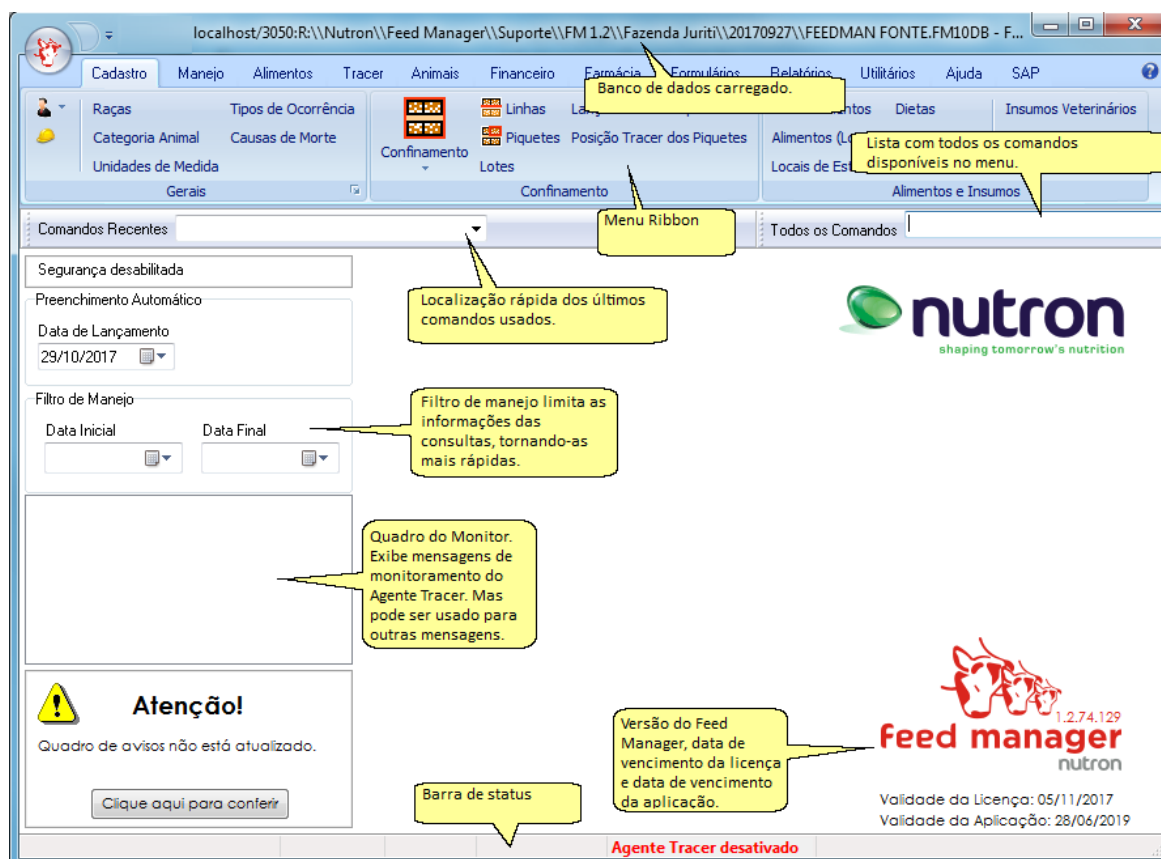 localhost/3050:R:\\Nutron\\Feed Manager\\Suporte\\FM 1.2\\Fazenda Juriti\\20170927\\FEEDMAN FONTE.FM10DB - F...
Cadastro Manejo Alimentos Tracer Animais Financeiro Farmácia Formulários Relatórios Utilitários Ajuda SAP
Banco de dados carregado.
Raças Tipos de Ocorrência
Categoria Animal Causas de Morte
Unidades de Medida
Gerais
Confinamento
Linhas
Piquetes Posição Tracer dos Piquetes
Lotes
Confinamento
Dietas Insumos Veterinários
Alimentos
Locais de
Alimentos e Insumos
Lista com todos os comandos
disponíveis no menu.
Menu Ribbon
Comandos Recentes
Todos os Comandos
Segurança desabilitada
Preenchimento Automático
Data de Lançamento
29/10/2017
Localização rápida dos últimos
comandos usados.
nutron
shaping tomorrow's nutrition
Filtro de Manejo
Data Inicial Data Final
Filtro de manejo limita as
informações das
consultas, tornando-as
mais rápidas.
Quadro do Monitor.
Exibe mensagens de
monitoramento do
Agente Tracer. Mas
pode ser usado para
outras mensagens.
Atenção!
Quadro de avisos não está atualizado.
Clique aqui para conferir
Barra de status
Versão do Feed
Manager, data de
vencimento da licença
e data de vencimento
da aplicação.
1.2.74.129
feed manager
nutron
Validade da Licença: 05/11/2017
Validade da Aplicação: 28/06/2019
Agente Tracer desativado